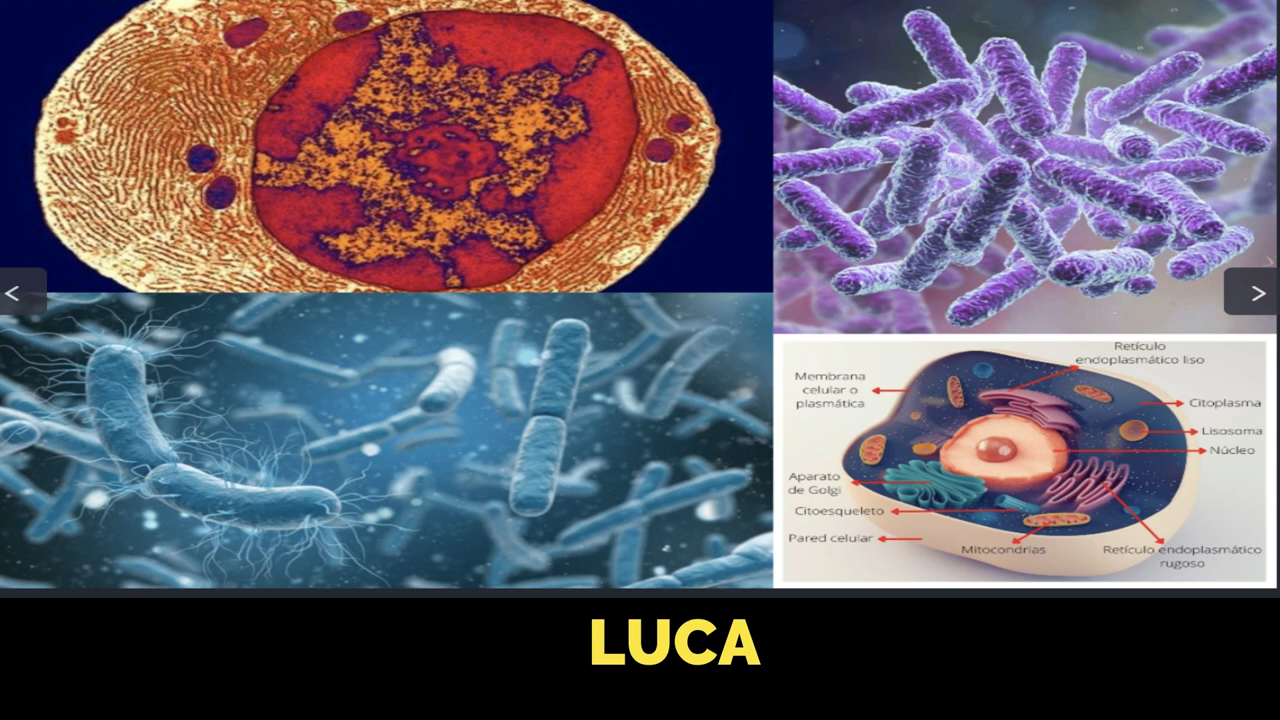 Retículo
endoplasmático liso
Membrana
celular o
plasmática
Citoplasma
Lisosoma
Núcleo
Aparato
de Golgi
Citoesqueleto
Pared celular
Mitocondrias
Retículo endoplasmático
rugoso
LUCA